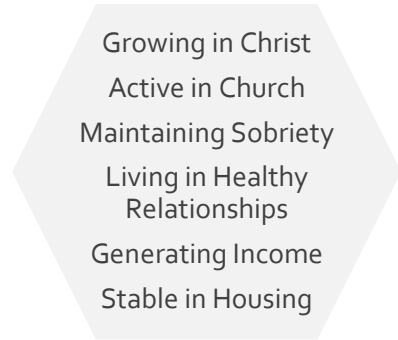 Growing in Christ
Active in Church
Maintaining Sobriety
Living in Healthy
Relationships
Generating Income
Stable in Housing